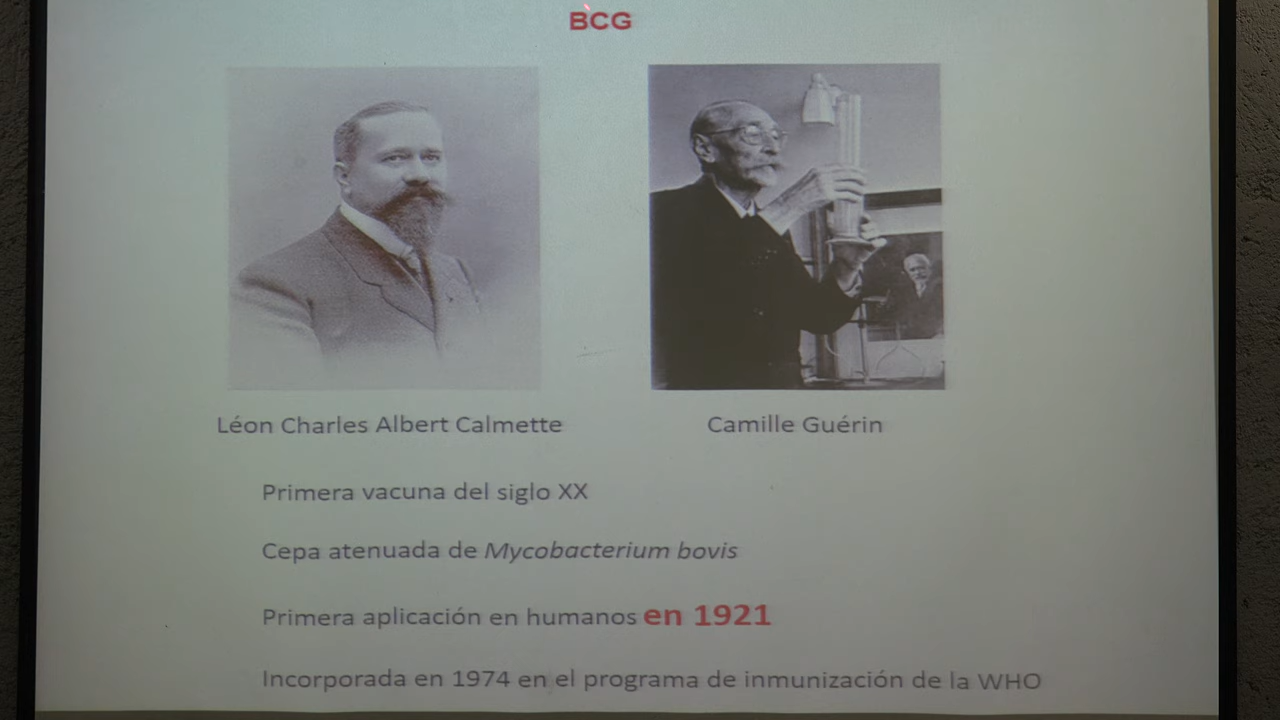 BCG
Léon Charles Albert Calmette
Camille Guérin
Primera vacuna del siglo XX
Cepa atenuada de Mycobacterium bovis
Primera aplicación en humanos en 1921
Incorporada en 1974 en el programa de inmunización de la WHO